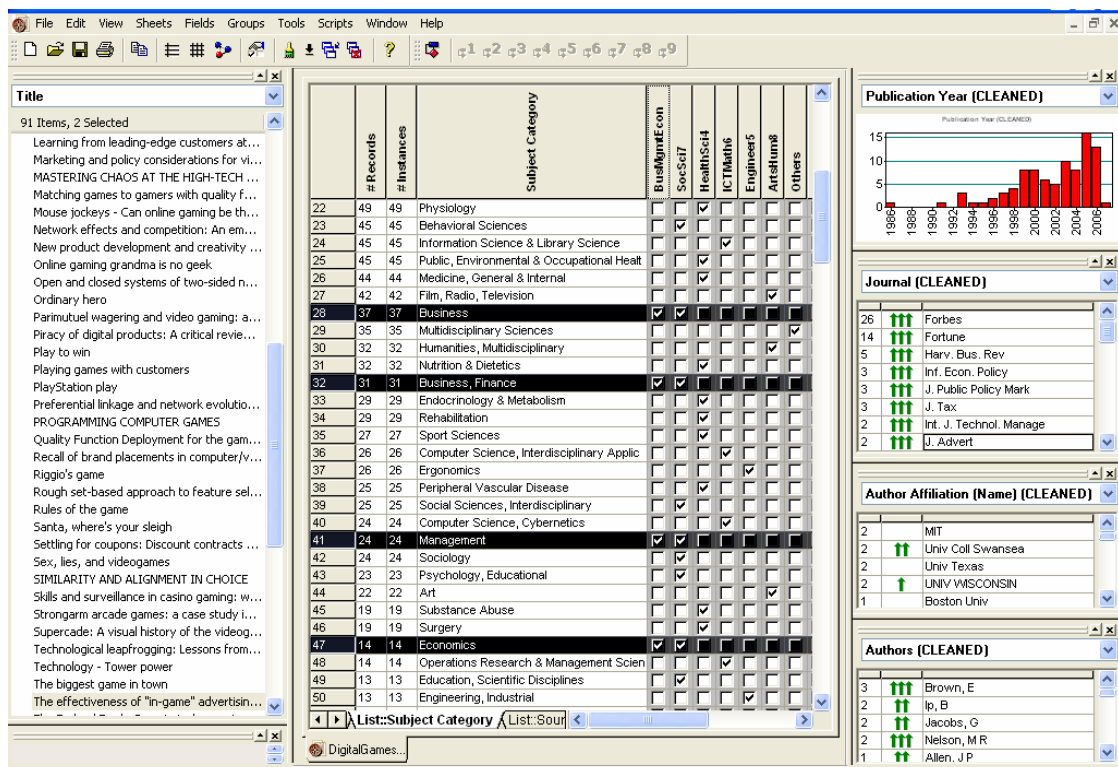 File Edit View Sheets Fields Groups Tools Scripts Window Help
1 2 3 4 5 6 7 8 9
Title
91 Items, 2 Selected
Learning from leading-edge customers at...
Marketing and policy considerations for vi...
MASTERING CHAOS AT THE HIGH-TECH ...
Matching games to gamers with quality f...
Mouse jockeys - Can online gaming be th...
Network effects and competition: An em...
New product development and creativity ...
Online gaming grandma is no geek
Open and closed systems of two-sided n...
Ordinary hero
Parimutuel wagering and video gaming: a...
Piracy of digital products: A critical revie...
Play to win
Playing games with customers
PlayStation play
Preferential linkage and network evolutio...
PROGRAMMING COMPUTER GAMES
Quality Function Deployment for the gam...
Recall of brand placements in computer/v...
Riggio's game
Rough set-based approach to feature sel...
Rules of the game
Santa, where's your sleigh
Settling for coupons: Discount contracts ...
Sex, lies, and videogames
SIMILARITY AND ALIGNMENT IN CHOICE
Skills and surveillance in casino gaming: w...
Strongarm arcade games: a case study i...
Supercade: A visual history of the videog...
Technological leapfrogging: Lessons from...
Technology - Tower power
The biggest game in town
The effectiveness of "in-game" advertisin...
# Records # Instances Subject Category BusMgmtEcon SocSci7 HealthSci4 ICTMath6 Engineer5 ArtsHum8 Others
22 49 49 Physiology
23 45 45 Behavioral Sciences
24 45 45 Information Science & Library Science
25 45 45 Public, Environmental & Occupational Healt
26 44 44 Medicine, General & Internal
27 42 42 Film, Radio, Television
28 37 37 Business
29 35 35 Multidisciplinary Sciences
30 32 32 Humanities, Multidisciplinary
31 32 32 Nutrition & Dietetics
32 31 31 Business, Finance
33 29 29 Endocrinology & Metabolism
34 29 29 Rehabilitation
35 27 27 Sport Sciences
36 26 26 Computer Science, Interdisciplinary Applic
37 26 26 Ergonomics
38 25 25 Peripheral Vascular Disease
39 25 25 Social Sciences, Interdisciplinary
40 24 24 Computer Science, Cybernetics
41 24 24 Management
42 24 24 Sociology
43 23 23 Psychology, Educational
44 22 22 Art
45 19 19 Substance Abuse
46 19 19 Surgery
47 14 14 Economics
48 14 14 Operations Research & Management Scien
49 13 13 Education, Scientific Disciplines
50 13 13 Engineering, Industrial
List::Subject Category List::Sour
DigitalGames...
Publication Year (CLEANED)
Publication Year (CLEANED)
15
10
5
0
1986 1988 1990 1992 1994 1996 1998 2000 2002 2004 2006
Journal (CLEANED)
26 Forbes
14 Fortune
5 Harv. Bus. Rev
3 Inf. Econ. Policy
3 J. Public Policy Mark
3 J. Tax
2 Int. J. Technol. Manage
2 J. Advert
Author Affiliation (Name) (CLEANED)
2 MIT
2 Univ Coll Swansea
2 Univ Texas
2 UNIV WISCONSIN
1 Boston Univ
Authors (CLEANED)
3 Brown, E
2 Ip, B
2 Jacobs, G
2 Nelson, M R
1 Allen, J P